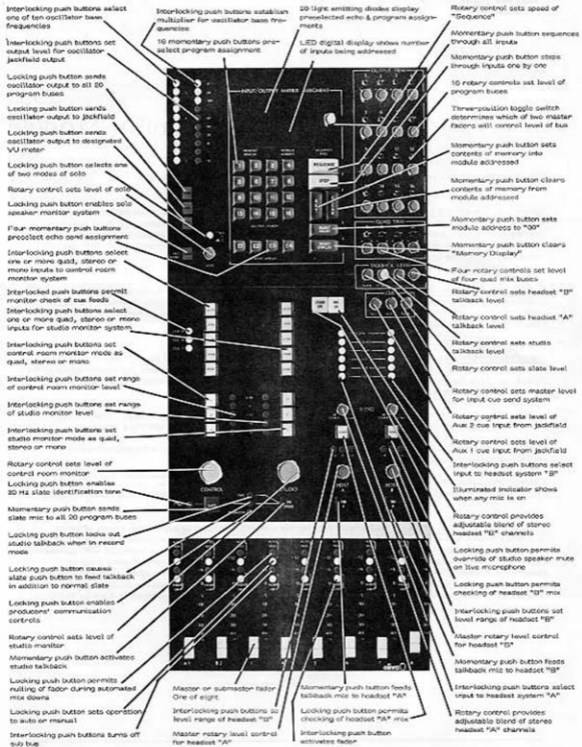 Interlocking push buttons select
one of ten oscillator base
frequencies
Interlocking push buttons set
output level for oscillator
jackfield output
Locking push button sends
oscillator output to all 20
program buses
Locking push button sends
oscillator output to jackfield
Locking push button sends
oscillator output to designated
VU meter
Locking push button selects one
of two modes of solo
Rotary control sets level of solo
Locking push button enables solo
speaker monitor system
Four momentary push buttons
preselect echo send assignment
Interlocking push buttons select
one or more quad, stereo or
mono inputs to control room
monitor system
Interlocked push buttons permit
monitor check of cue feeds
Interlocking push buttons select
one or more quad, stereo or mono
inputs for studio monitor system
Interlocking push buttons set
control room monitor mode as
quad, stereo or mono
Interlocking push buttons set range
of control room monitor level
Interlocking push buttons set range
of studio monitor level
Interlocking push buttons set
studio monitor mode as quad,
stereo or mono
Rotary control sets level of
control room monitor
Locking push button enables
30 Hz slate identification tone
Momentary push button sends
slate mic to all 20 program buses
Locking push button locks out
studio talkback when in record
mode
Locking push button causes
slate push button to feed talkback
in addition to normal slate
Locking push button enables
producers' communication
controls
Rotary control sets level of
studio monitor
Momentary push button activates
studio talkback
Locking push button permits
nulling of fader during automated
mix down
Locking push button sets operation
to auto or manual
Interlocking push buttons turns off
sub bus
Interlocking push buttons establish
multiplier for oscillator base fre-
quencies
16 momentary push buttons pre-
select program assignment
20 light emitting diodes display
preselected echo & program assign-
ments
LED digital display shows number
of inputs being addressed
INPUT/OUTPUT MATRIX ASSIGNMENT
SEQUENCE
STEP
CONTROL
STUDIO
Rotary control sets speed of
"Sequence"
Momentary push button sequences
through all inputs
Momentary push button steps
through inputs one by one
16 rotary controls set level of
program buses
Three-position toggle switch
determines which of two master
faders will control level of bus
Momentary push button sets
contents of memory into
module addressed
Momentary push button clears
contents of memory from
module addressed
Momentary push button sets
module address to "00"
Momentary push button clears
"Memory Display"
Four rotary controls set level
of four quad mix buses
Rotary control sets headset "B"
talkback level
Rotary control sets headset "A"
talkback level
Rotary control sets studio
talkback level
Rotary control sets slate level
Rotary control sets master level
for input cue send system
Rotary control sets level of
Aux 2 cue input from jackfield
Rotary control sets level of
Aux 1 cue input from jackfield
Interlocking push buttons select
input to headset system "B"
Illuminated indicator shows
when any mic is on
Rotary control provides
adjustable blend of stereo
headset "B" channels
Locking push button permits
override of studio speaker mute
on live microphone
Locking push button permits
checking of headset "B" mix
Interlocking push buttons set
level range of headset "B"
Master rotary level control
for headset "B"
Momentary push button feeds
talkback mic to headset "B"
Interlocking push buttons select
input to headset system "A"
Rotary control provides
adjustable blend of stereo
headset "A" channels
Master or submaster fader
One of eight
Interlocking push buttons set
level range of headset "A"
Master rotary level control
for headset "A"
Momentary push button feeds
talkback mic to headset "A"
Locking push button permits
checking of headset "A" mix
Interlocking push button
activates fader